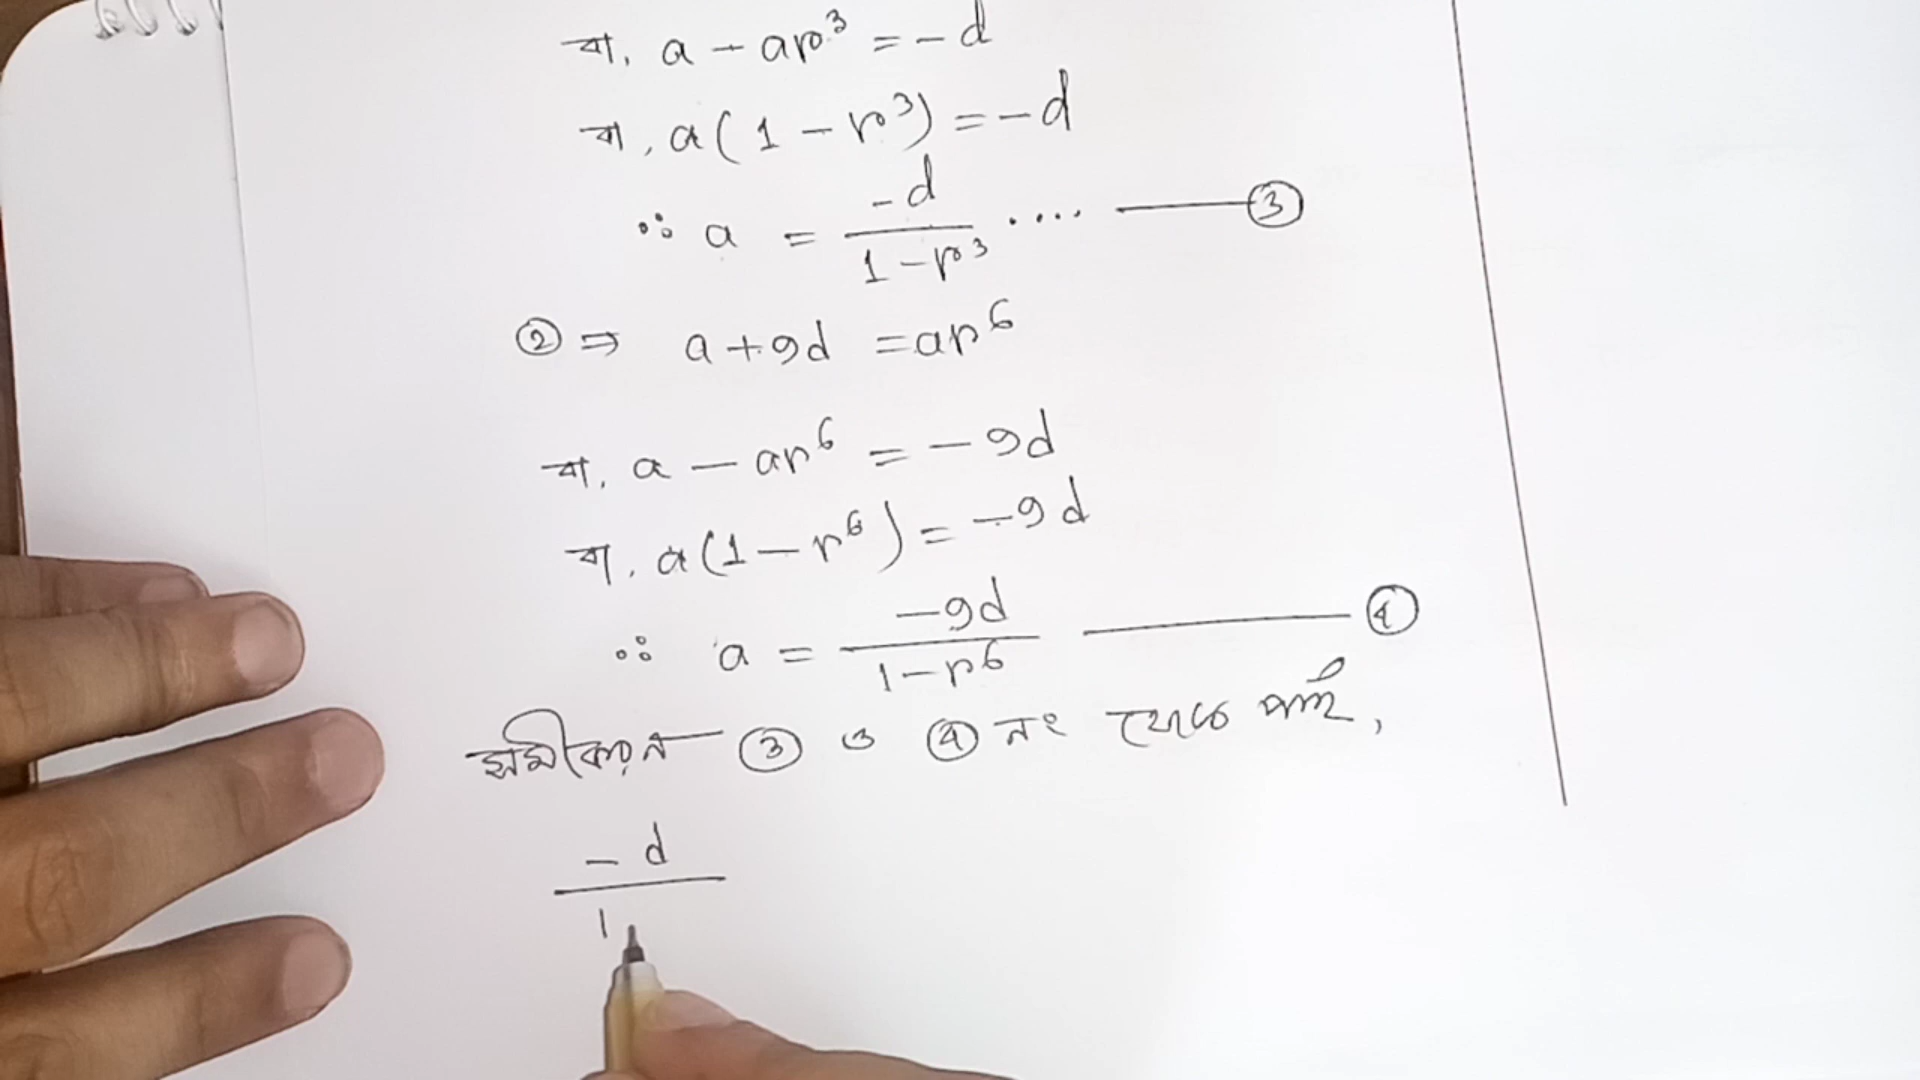 বা, a - ar³ = - d
বা, a(1 - r³) = - d
∴ a = -d / 1 - r³ .... ③
② ⇒ a + 9d = ar⁶
বা, a - ar⁶ = - 9d
বা, a(1 - r⁶) = - 9d
∴ a = -9d / 1 - r⁶ ④
সমীকরন ③ ও ④ নং থেকে পাই,
- d / 1